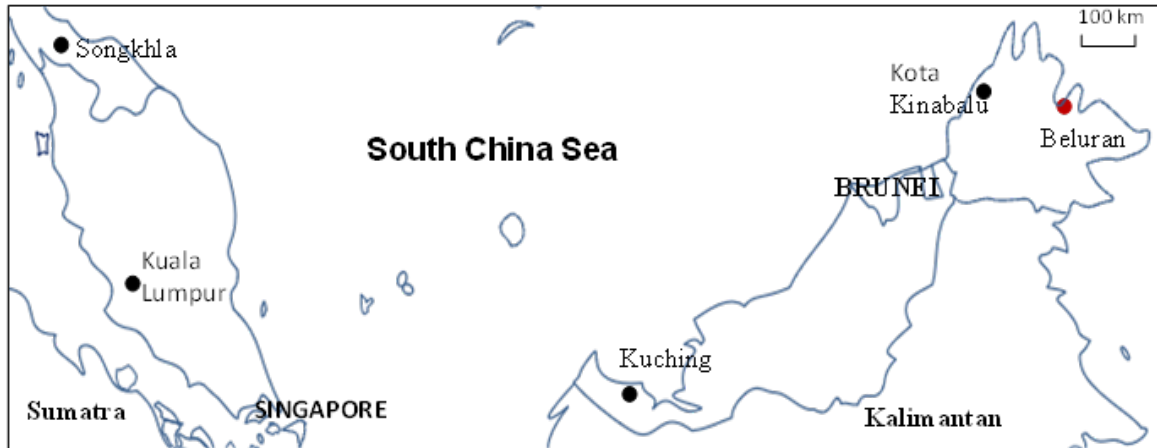 100 km
Songkhla
Kota
Kinabalu
South China Sea
Beluran
BRUNEI
Kuala
Lumpur
Kuching
Sumatra
SINGAPORE
Kalimantan